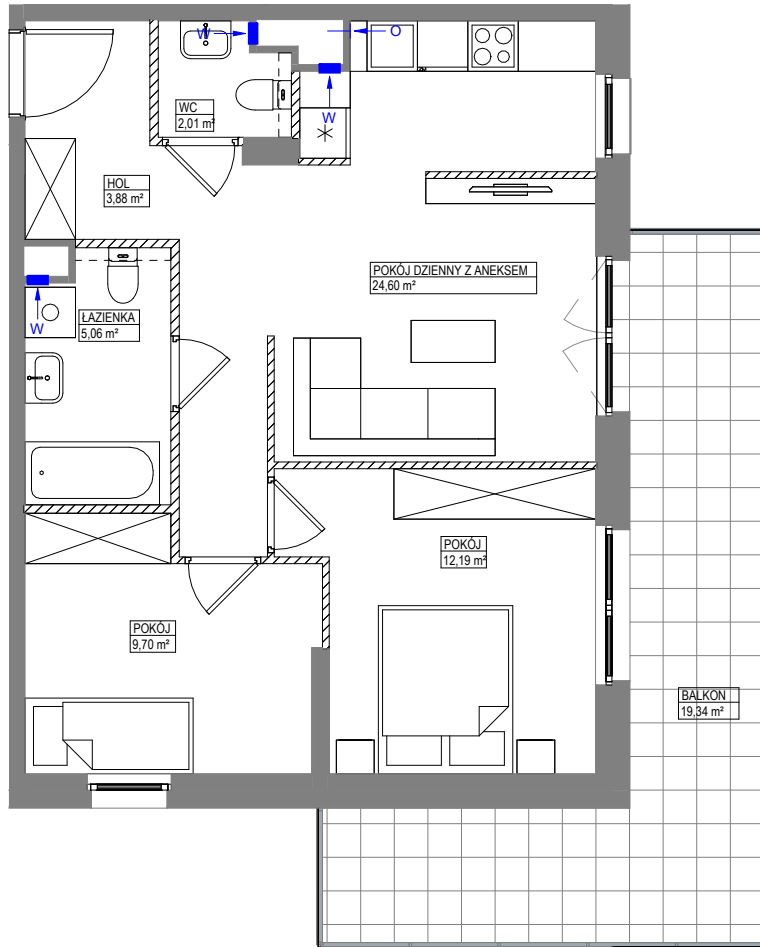 W
O
WC
2,01 m²
W
HOL
3,88 m²
POKÓJ DZIENNY Z ANEKSEM
24,60 m²
ŁAZIENKA
5,06 m²
W
POKÓJ
12,19 m²
POKÓJ
9,70 m²
BALKON
19,34 m²